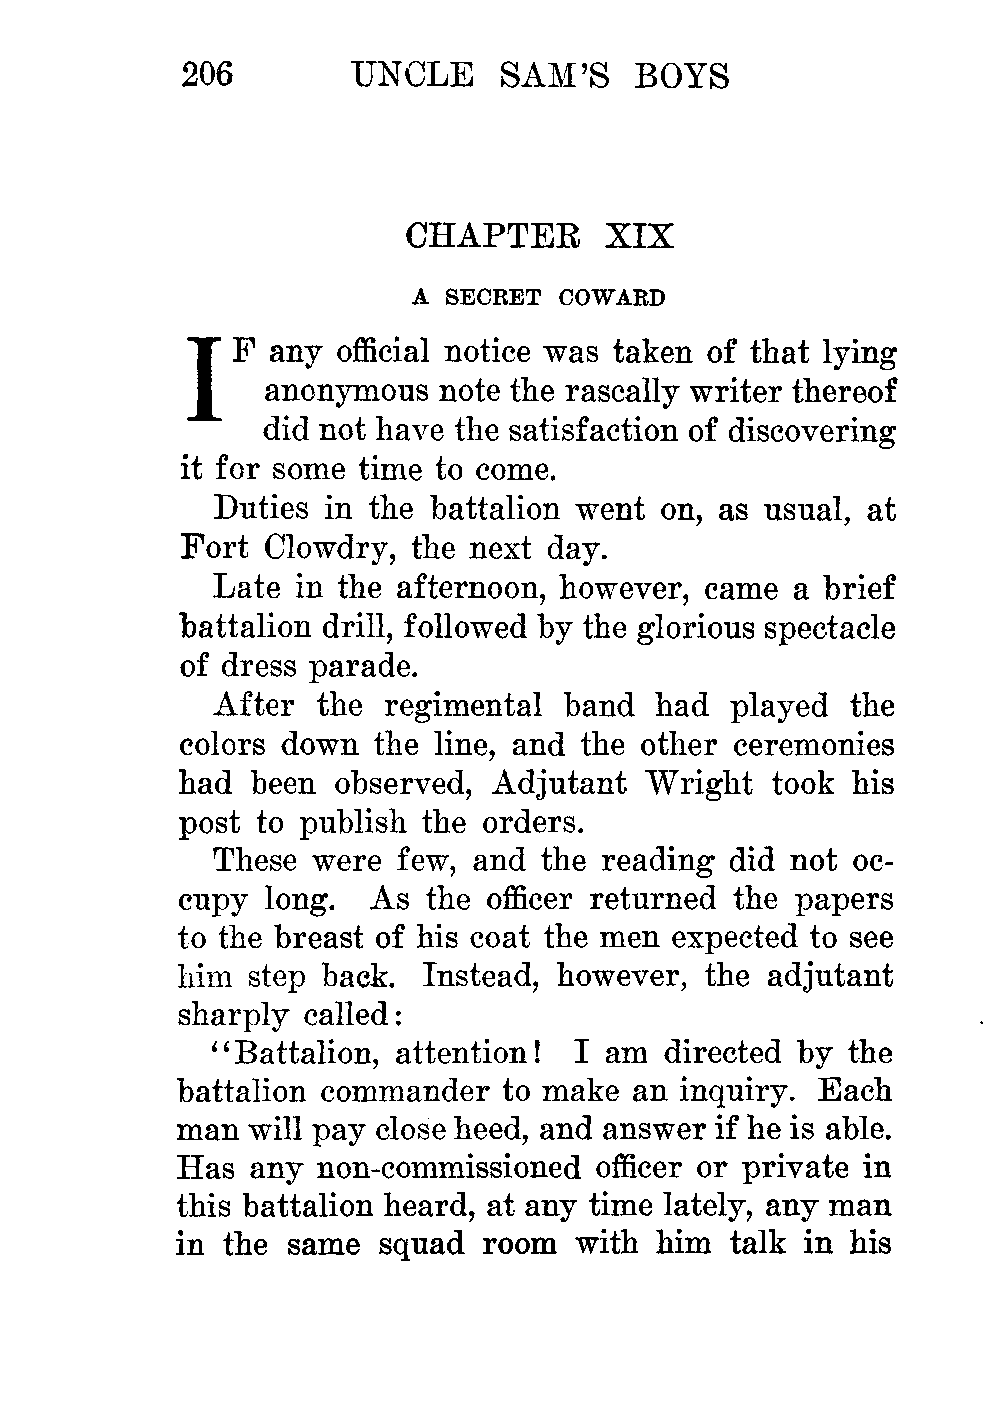 206 UNCLE SAM'S BOYS
CHAPTER XIX
A SECRET COWARD
IF any official notice was taken of that lying
anonymous note the rascally writer thereof
did not have the satisfaction of discovering
it for some time to come.
Duties in the battalion went on, as usual, at
Fort Clowdry, the next day.
Late in the afternoon, however, came a brief
battalion drill, followed by the glorious spectacle
of dress parade.
After the regimental band had played the
colors down the line, and the other ceremonies
had been observed, Adjutant Wright took his
post to publish the orders.
These were few, and the reading did not oc-
cupy long. As the officer returned the papers
to the breast of his coat the men expected to see
him step back. Instead, however, the adjutant
sharply called:
"Battalion, attention! I am directed by the
battalion commander to make an inquiry. Each
man will pay close heed, and answer if he is able.
Has any non-commissioned officer or private in
this battalion heard, at any time lately, any man
in the same squad room with him talk in his